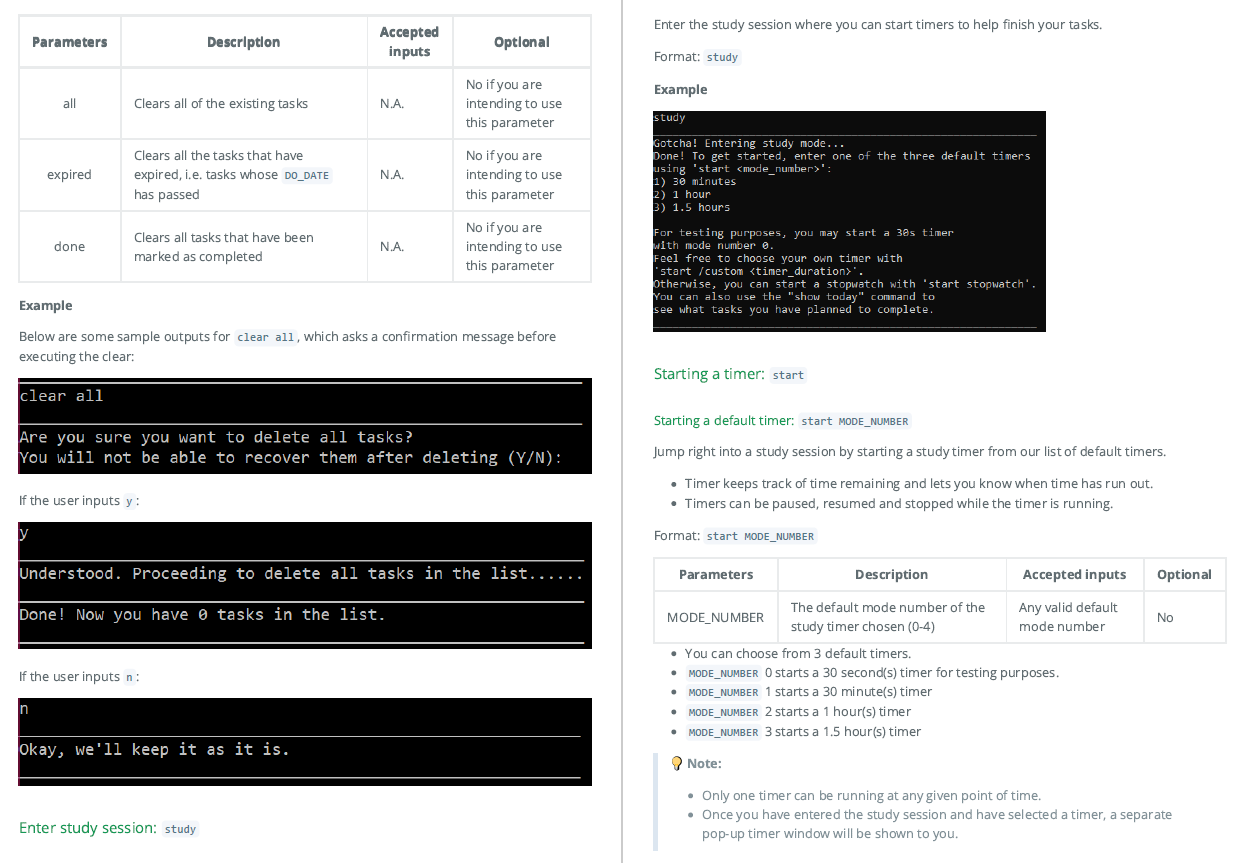 Parameters Description Accepted inputs Optional
all Clears all of the existing tasks N.A. No if you are intending to use this parameter
expired Clears all the tasks that have expired, i.e. tasks whose DO_DATE has passed N.A. No if you are intending to use this parameter
done Clears all tasks that have been marked as completed N.A. No if you are intending to use this parameter
Example
Below are some sample outputs for clear all, which asks a confirmation message before
executing the clear:
clear all
Are you sure you want to delete all tasks?
You will not be able to recover them after deleting (Y/N):
If the user inputs y:
y
Understood. Proceeding to delete all tasks in the list......
Done! Now you have 0 tasks in the list.
If the user inputs n:
n
Okay, we'll keep it as it is.
Enter study session: study
Enter the study session where you can start timers to help finish your tasks.
Format: study
Example
study
Gotcha! Entering study mode...
Done! To get started, enter one of the three default timers
using 'start <mode_number>':
1) 30 minutes
2) 1 hour
3) 1.5 hours
For testing purposes, you may start a 30s timer
with mode number 0.
Feel free to choose your own timer with
'start /custom <timer_duration>'.
Otherwise, you can start a stopwatch with 'start stopwatch'.
You can also use the "show today" command to
see what tasks you have planned to complete.
Starting a timer: start
Starting a default timer: start MODE_NUMBER
Jump right into a study session by starting a study timer from our list of default timers.
• Timer keeps track of time remaining and lets you know when time has run out.
• Timers can be paused, resumed and stopped while the timer is running.
Format: start MODE_NUMBER
Parameters Description Accepted inputs Optional
MODE_NUMBER The default mode number of the study timer chosen (0-4) Any valid default mode number No
• You can choose from 3 default timers.
• MODE_NUMBER 0 starts a 30 second(s) timer for testing purposes.
• MODE_NUMBER 1 starts a 30 minute(s) timer
• MODE_NUMBER 2 starts a 1 hour(s) timer
• MODE_NUMBER 3 starts a 1.5 hour(s) timer
💡 Note:
• Only one timer can be running at any given point of time.
• Once you have entered the study session and have selected a timer, a separate
pop-up timer window will be shown to you.